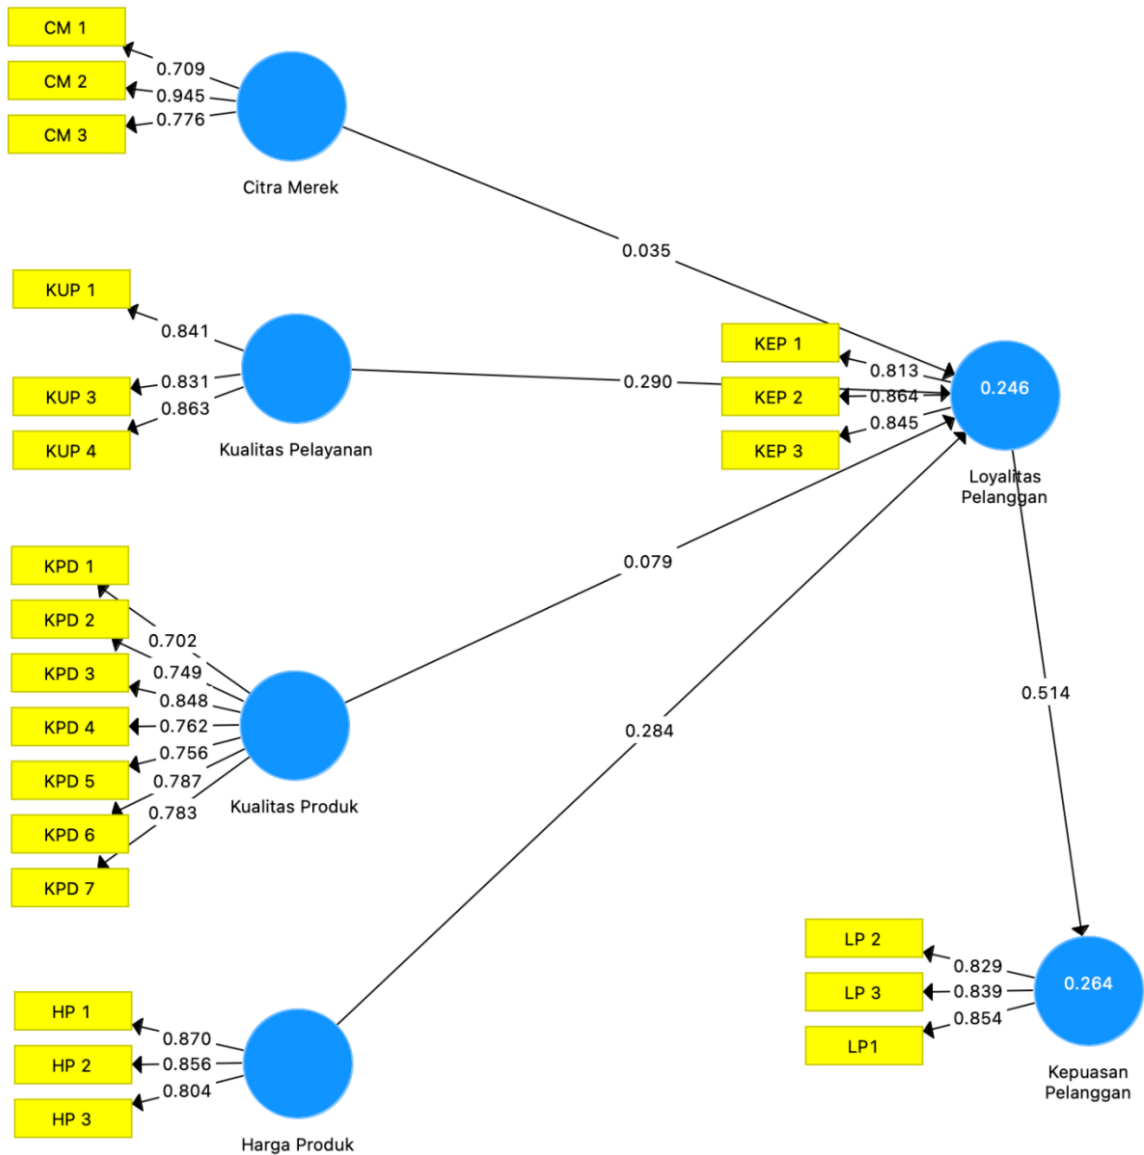 CM 1
0.709
CM 2
0.945
CM 3
0.776
Citra Merek
0.035
KUP 1
0.841
KUP 3
0.831
KUP 4
0.863
Kualitas Pelayanan
0.290
KEP 1
0.813
KEP 2
0.864
KEP 3
0.845
0.246
Loyalitas
Pelanggan
KPD 1
0.702
KPD 2
0.749
KPD 3
0.848
KPD 4
0.762
KPD 5
0.756
KPD 6
0.787
KPD 7
0.783
Kualitas Produk
0.079
0.284
0.514
HP 1
0.870
HP 2
0.856
HP 3
0.804
Harga Produk
LP 2
0.829
LP 3
0.839
LP1
0.854
0.264
Kepuasan
Pelanggan